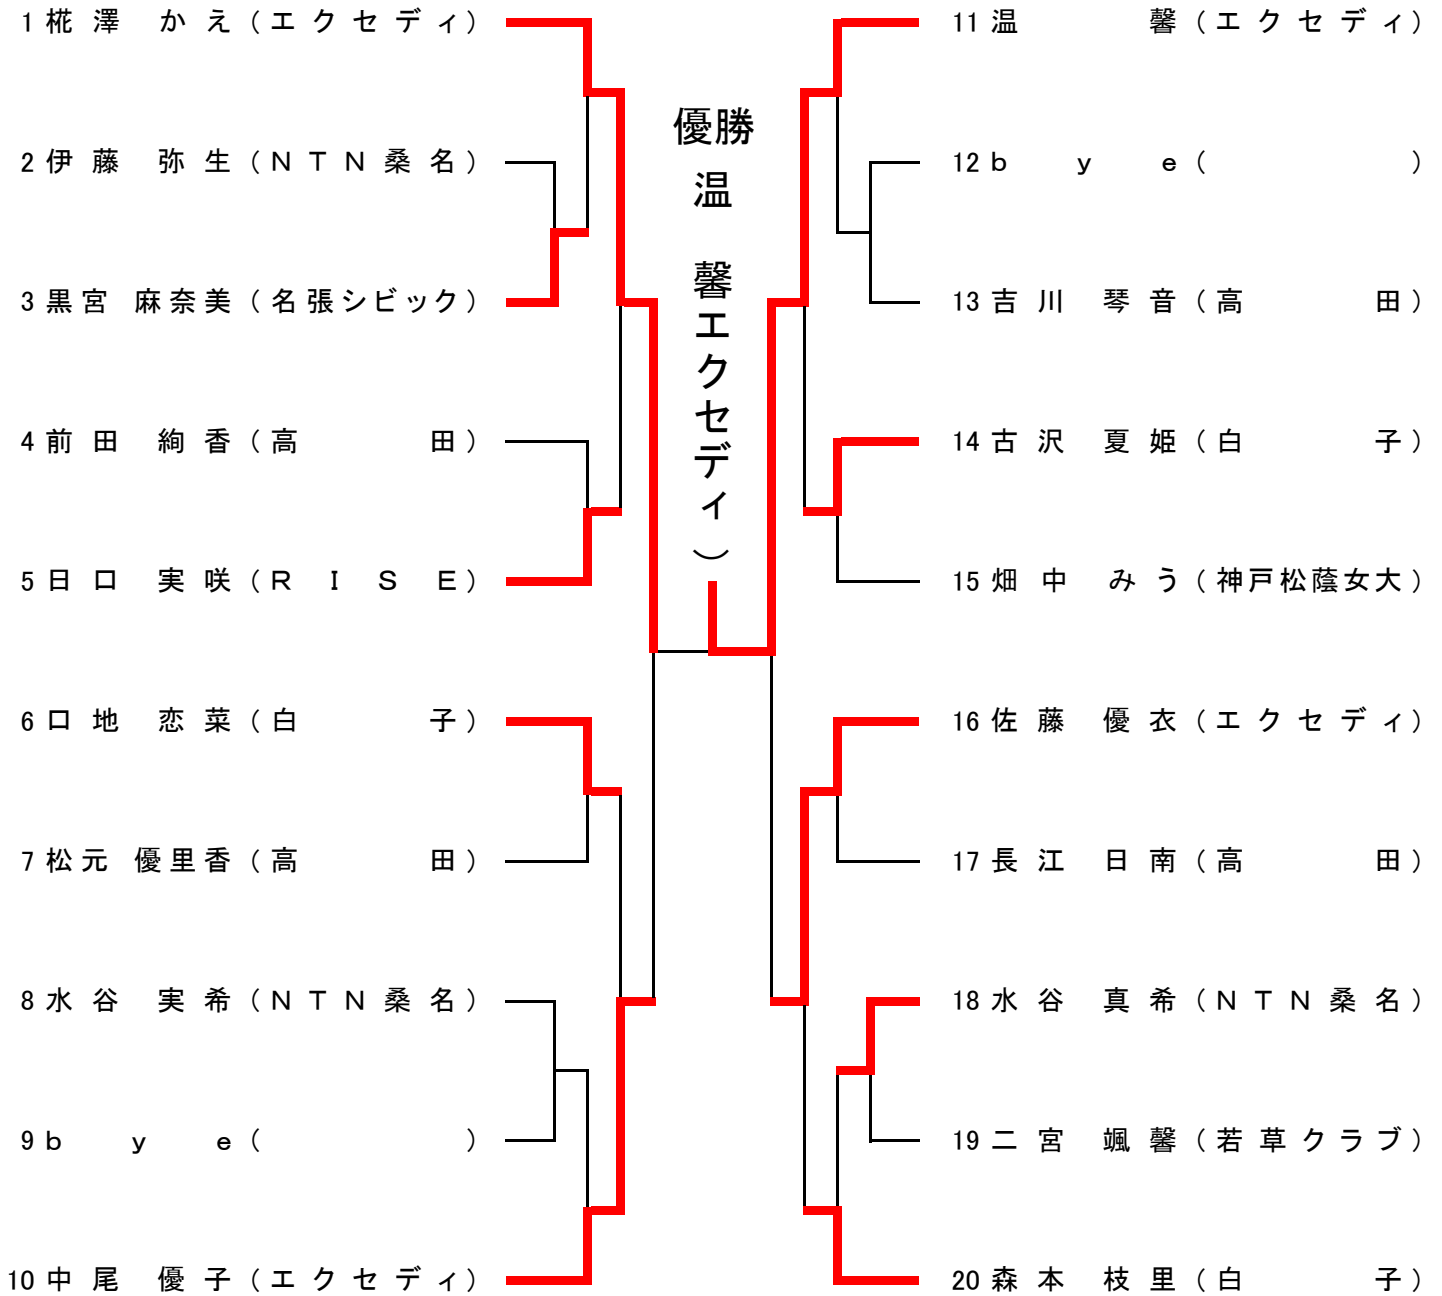 1 椛澤 かえ(エクセディ)
2 伊藤 弥生(NTN桑名)
3 黒宮 麻奈美(名張シビック)
4 前田 絢香(高田)
5 日口 実咲(RISE)
6 口地 恋菜(白子)
7 松元 優里香(高田)
8 水谷 実希(NTN桑名)
9 bye( )
10 中尾 優子(エクセディ)
優勝
温 馨エクセディ)
11 温 馨(エクセディ)
12 bye( )
13 吉川 琴音(高田)
14 古沢 夏姫(白子)
15 畑中 みう(神戸松蔭女大)
16 佐藤 優衣(エクセディ)
17 長江 日南(高田)
18 水谷 真希(NTN桑名)
19 二宮 颯馨(若草クラブ)
20 森本 枝里(白子)